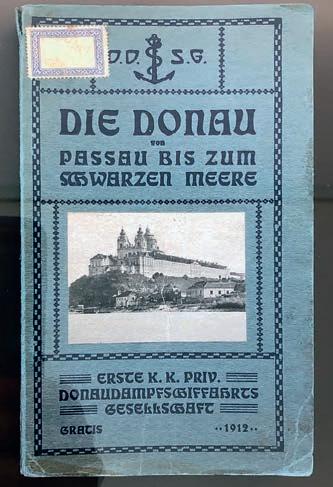 D. D. S. G.
DIE DONAU
von
PASSAU BIS ZUM
SCHWARZEN MEERE
ERSTE K. K. PRIV.
DONAUDAMPFSCHIFFAHRTS
GESELLSCHAFT
GRATIS ··1912··